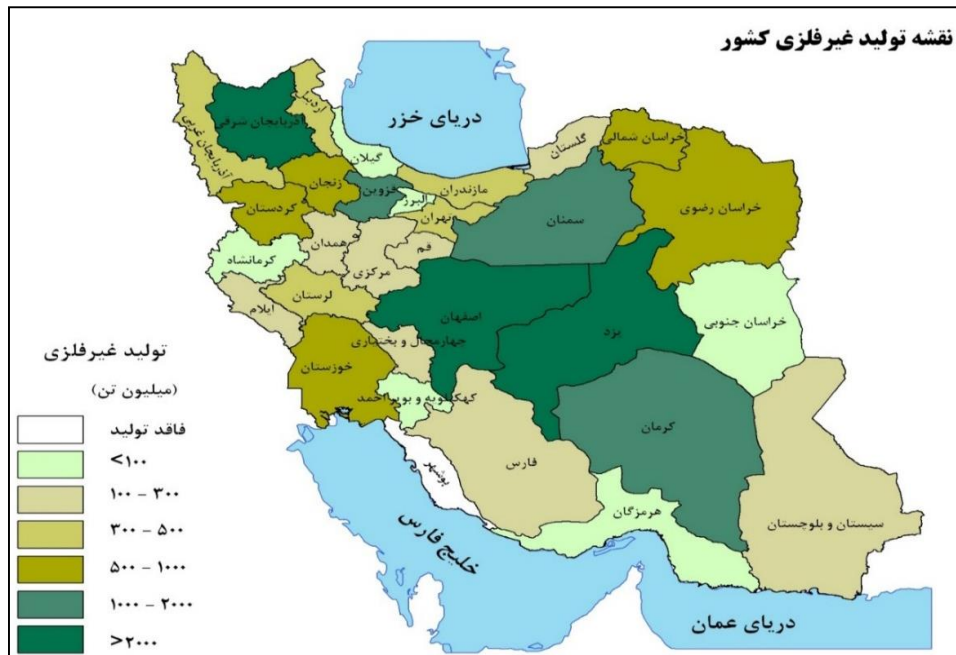 نقشه تولید غیرفلزی کشور
دریای خزر
آذربایجان شرقی
اردبیل
آذربایجان غربی
گیلان
گلستان
خراسان شمالی
زنجان
قزوین
البرز
مازندران
خراسان رضوی
کردستان
تهران
سمنان
همدان
قم
کرمانشاه
مرکزی
لرستان
ایلام
اصفهان
یزد
خراسان جنوبی
چهارمحال و بختیاری
خوزستان
کهکیلویه و بویراحمد
کرمان
فارس
بوشهر
هرمزگان
سیستان و بلوچستان
خلیج فارس
دریای عمان
تولید غیرفلزی
(میلیون تن)
فاقد تولید
<۱۰۰
۱۰۰ - ۳۰۰
۳۰۰ - ۵۰۰
۵۰۰ - ۱۰۰۰
۱۰۰۰ - ۲۰۰۰
>۲۰۰۰